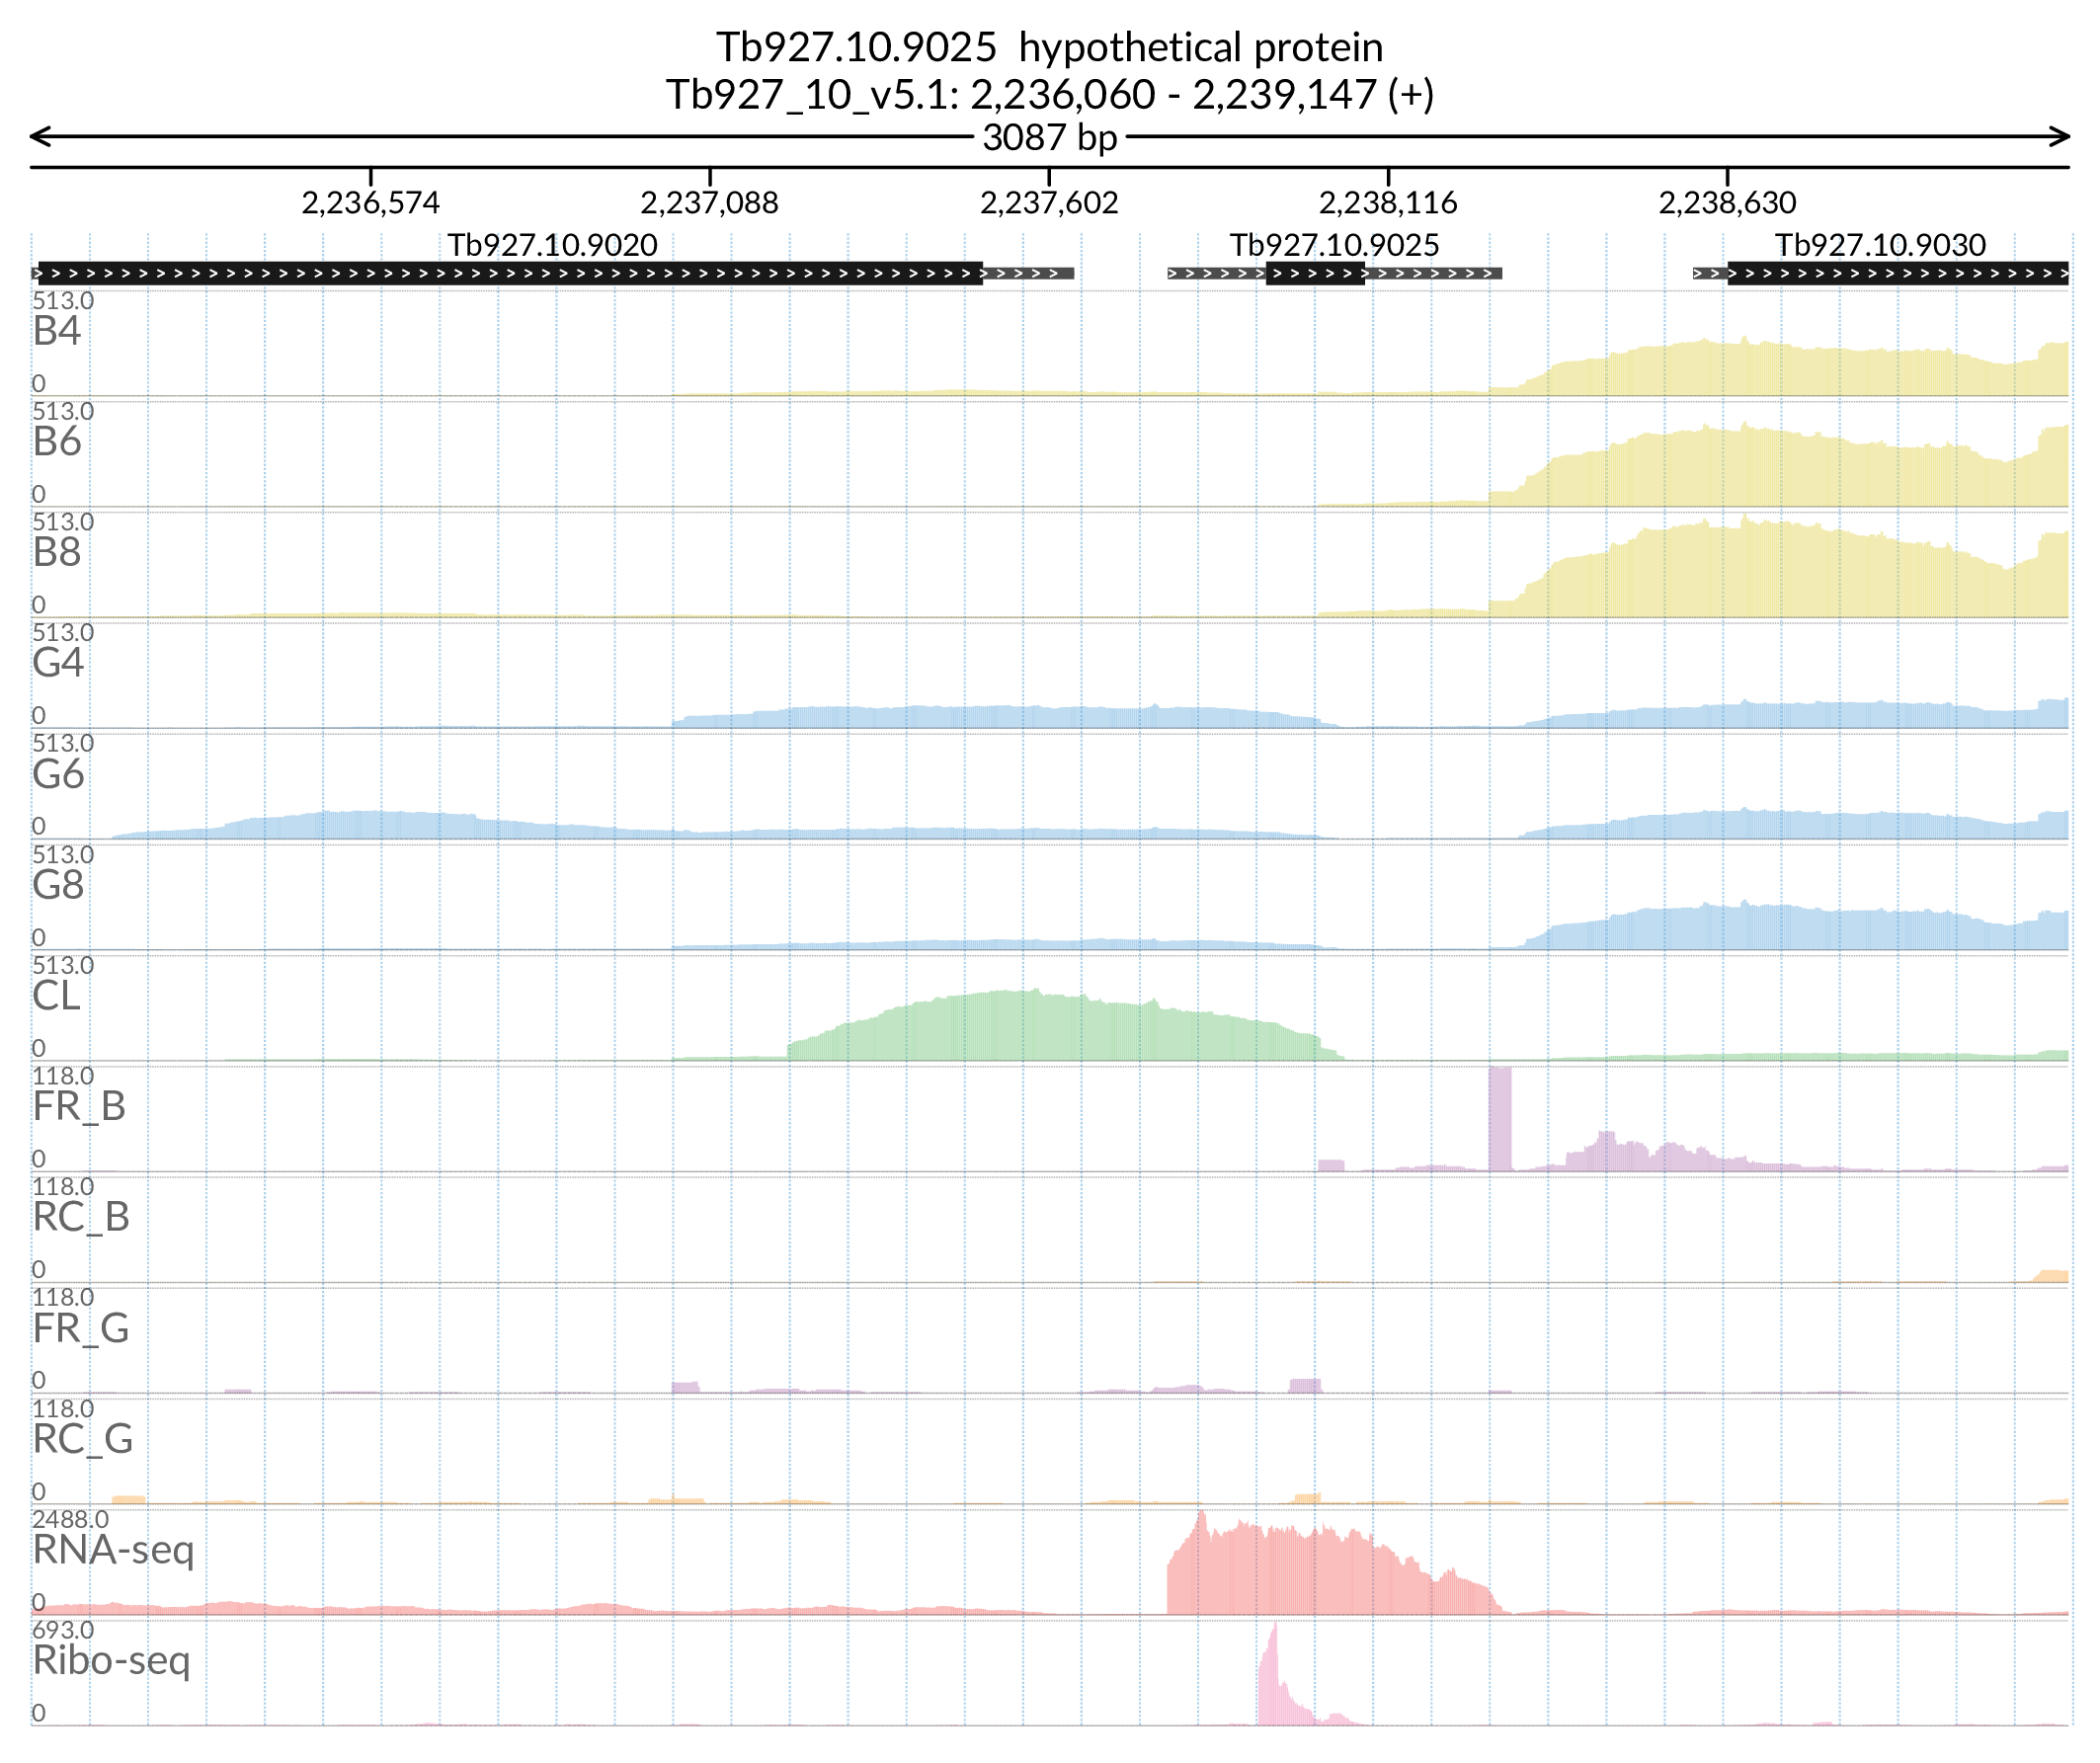 Tb927.10.9025  hypothetical protein
Tb927_10_v5.1: 2,236,060 - 2,239,147 (+)
3087 bp
2,236,574 2,237,088 2,237,602 2,238,116 2,238,630
Tb927.10.9020 Tb927.10.9025 Tb927.10.9030
513.0
B4
0
513.0
B6
0
513.0
B8
0
513.0
G4
0
513.0
G6
0
513.0
G8
0
513.0
CL
0
118.0
FR_B
0
118.0
RC_B
0
118.0
FR_G
0
118.0
RC_G
0
2488.0
RNA-seq
0
693.0
Ribo-seq
0